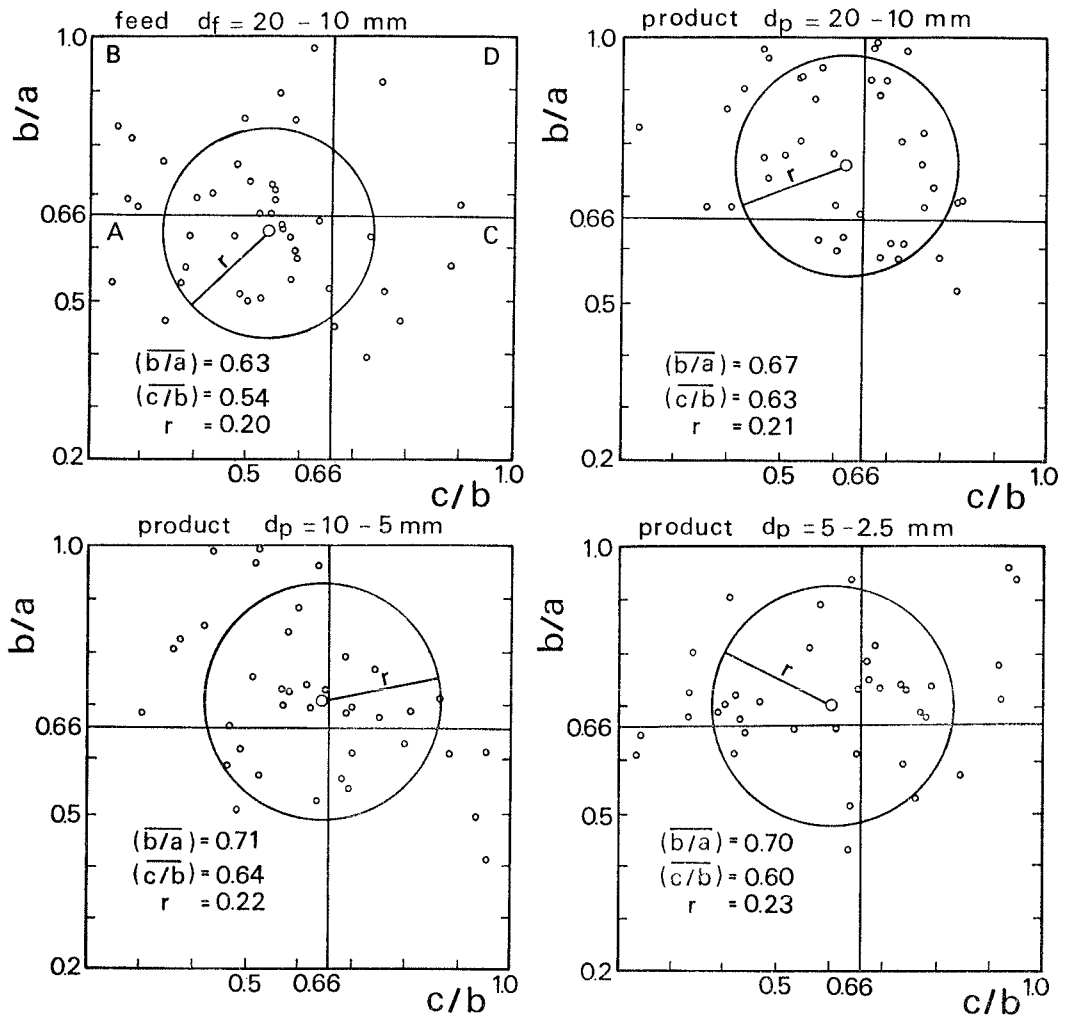 feed d_f = 20 – 10 mm
1.0
B
D
b/a
0.66
A
C
r
0.5
(b/a) = 0.63
(c/b) = 0.54
r = 0.20
0.2
0.5
0.66
1.0
c/b
product d_p = 20 – 10 mm
1.0
b/a
r
0.66
0.5
(b/a) = 0.67
(c/b) = 0.63
r = 0.21
0.2
0.5
0.66
1.0
c/b
product d_p = 10 – 5 mm
1.0
b/a
r
0.66
0.5
(b/a) = 0.71
(c/b) = 0.64
r = 0.22
0.2
0.5
0.66
1.0
c/b
product d_p = 5 – 2.5 mm
1.0
b/a
r
0.66
0.5
(b/a) = 0.70
(c/b) = 0.60
r = 0.23
0.2
0.5
0.66
1.0
c/b